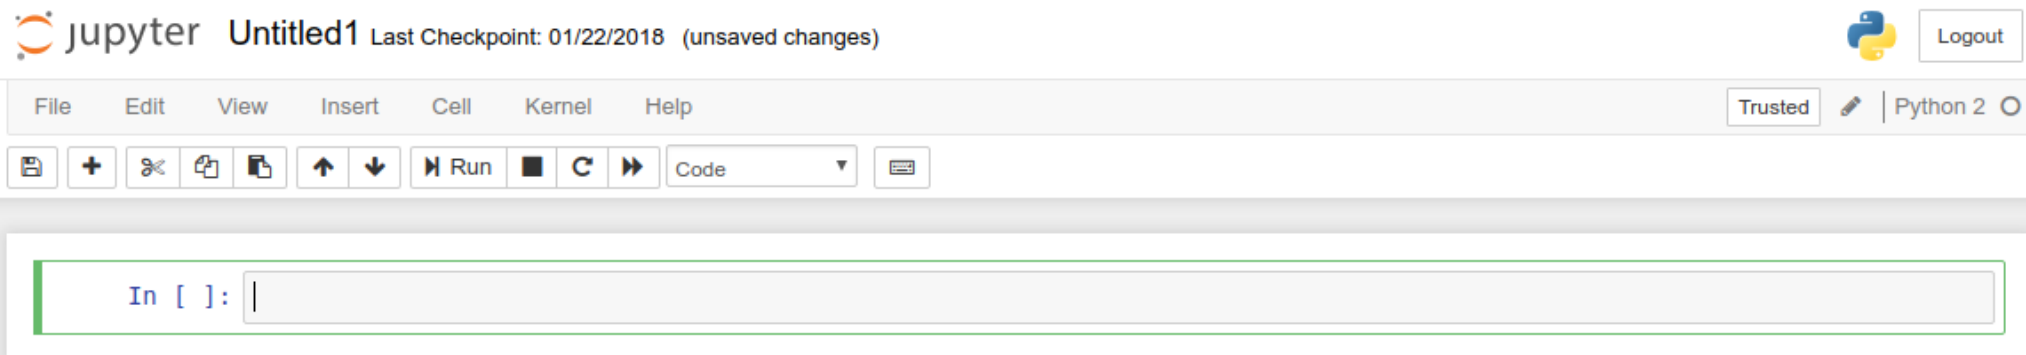 jupyter Untitled1 Last Checkpoint: 01/22/2018 (unsaved changes) Logout
File Edit View Insert Cell Kernel Help Trusted Python 2
Run Code
In [ ]: